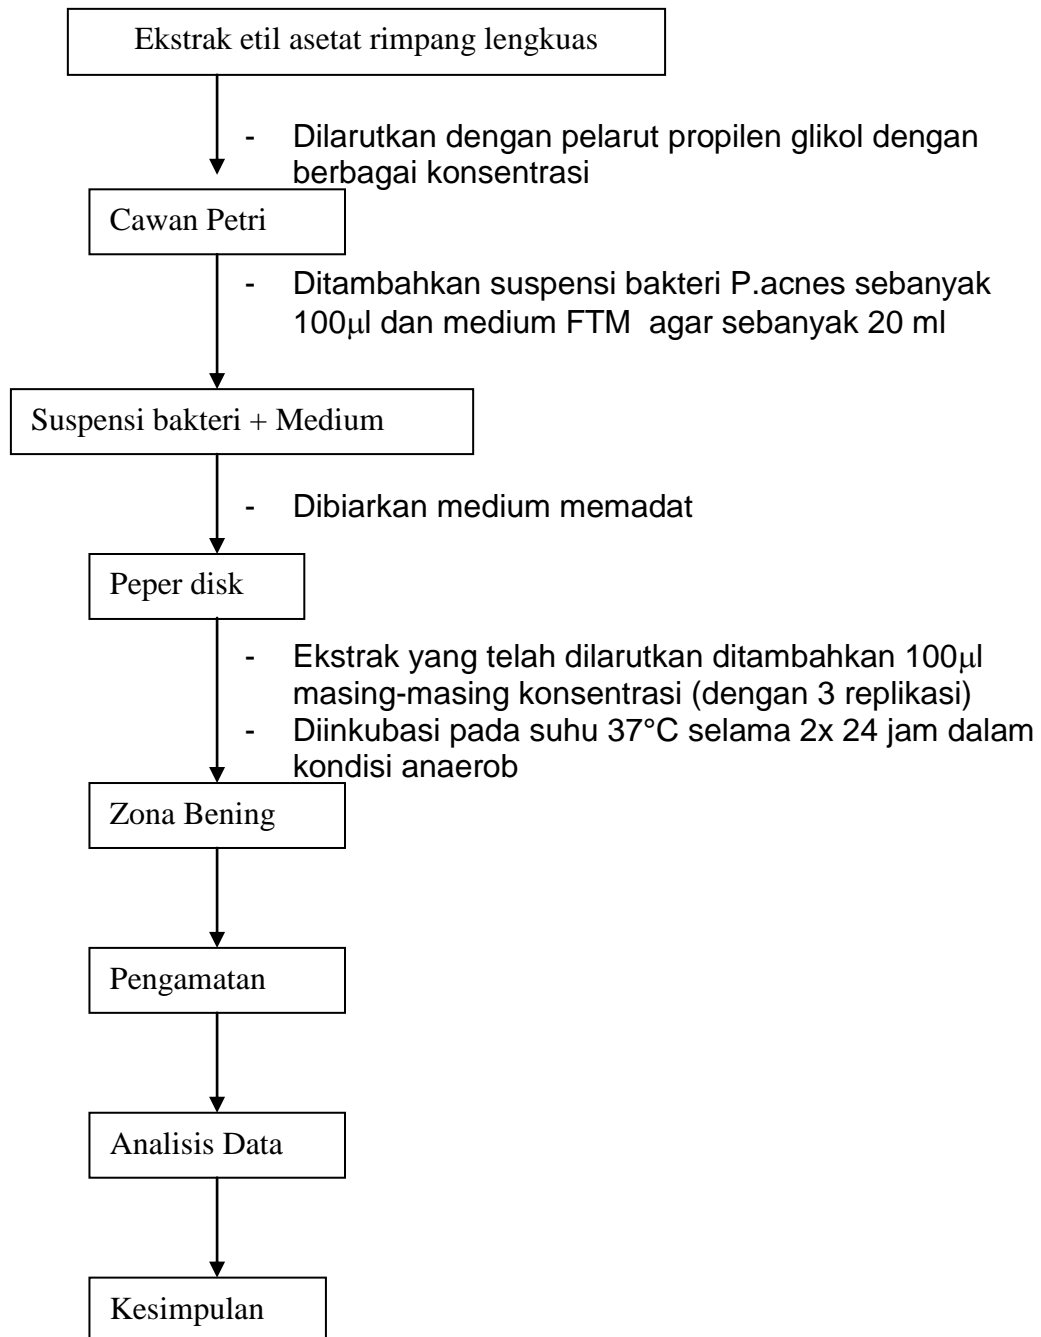 Ekstrak etil asetat rimpang lengkuas
- Dilarutkan dengan pelarut propilen glikol dengan
berbagai konsentrasi
Cawan Petri
- Ditambahkan suspensi bakteri P.acnes sebanyak
100µl dan medium FTM agar sebanyak 20 ml
Suspensi bakteri + Medium
- Dibiarkan medium memadat
Peper disk
- Ekstrak yang telah dilarutkan ditambahkan 100µl
masing-masing konsentrasi (dengan 3 replikasi)
- Diinkubasi pada suhu 37°C selama 2x 24 jam dalam
kondisi anaerob
Zona Bening
Pengamatan
Analisis Data
Kesimpulan